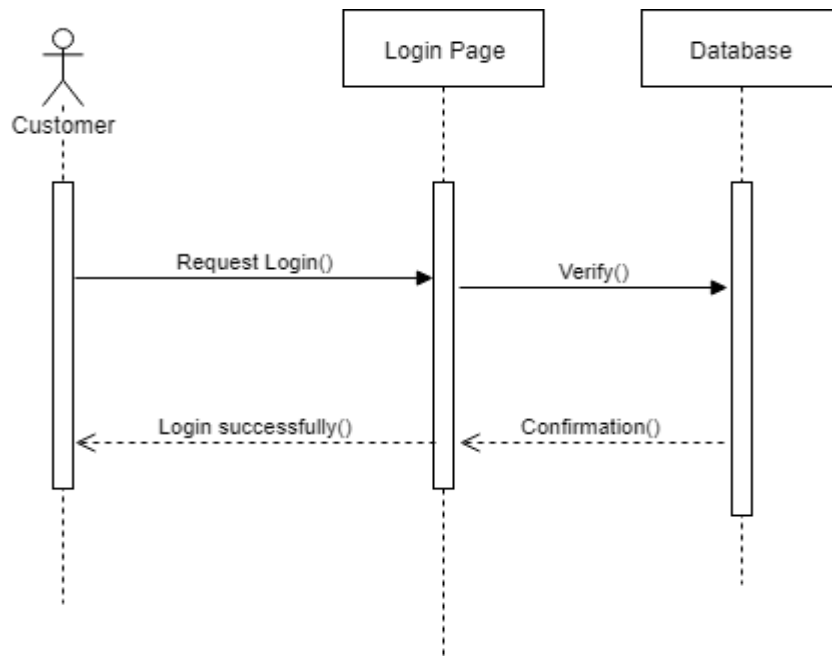 Login Page
Database
Customer
Request Login()
Verify()
Login successfully()
Confirmation()